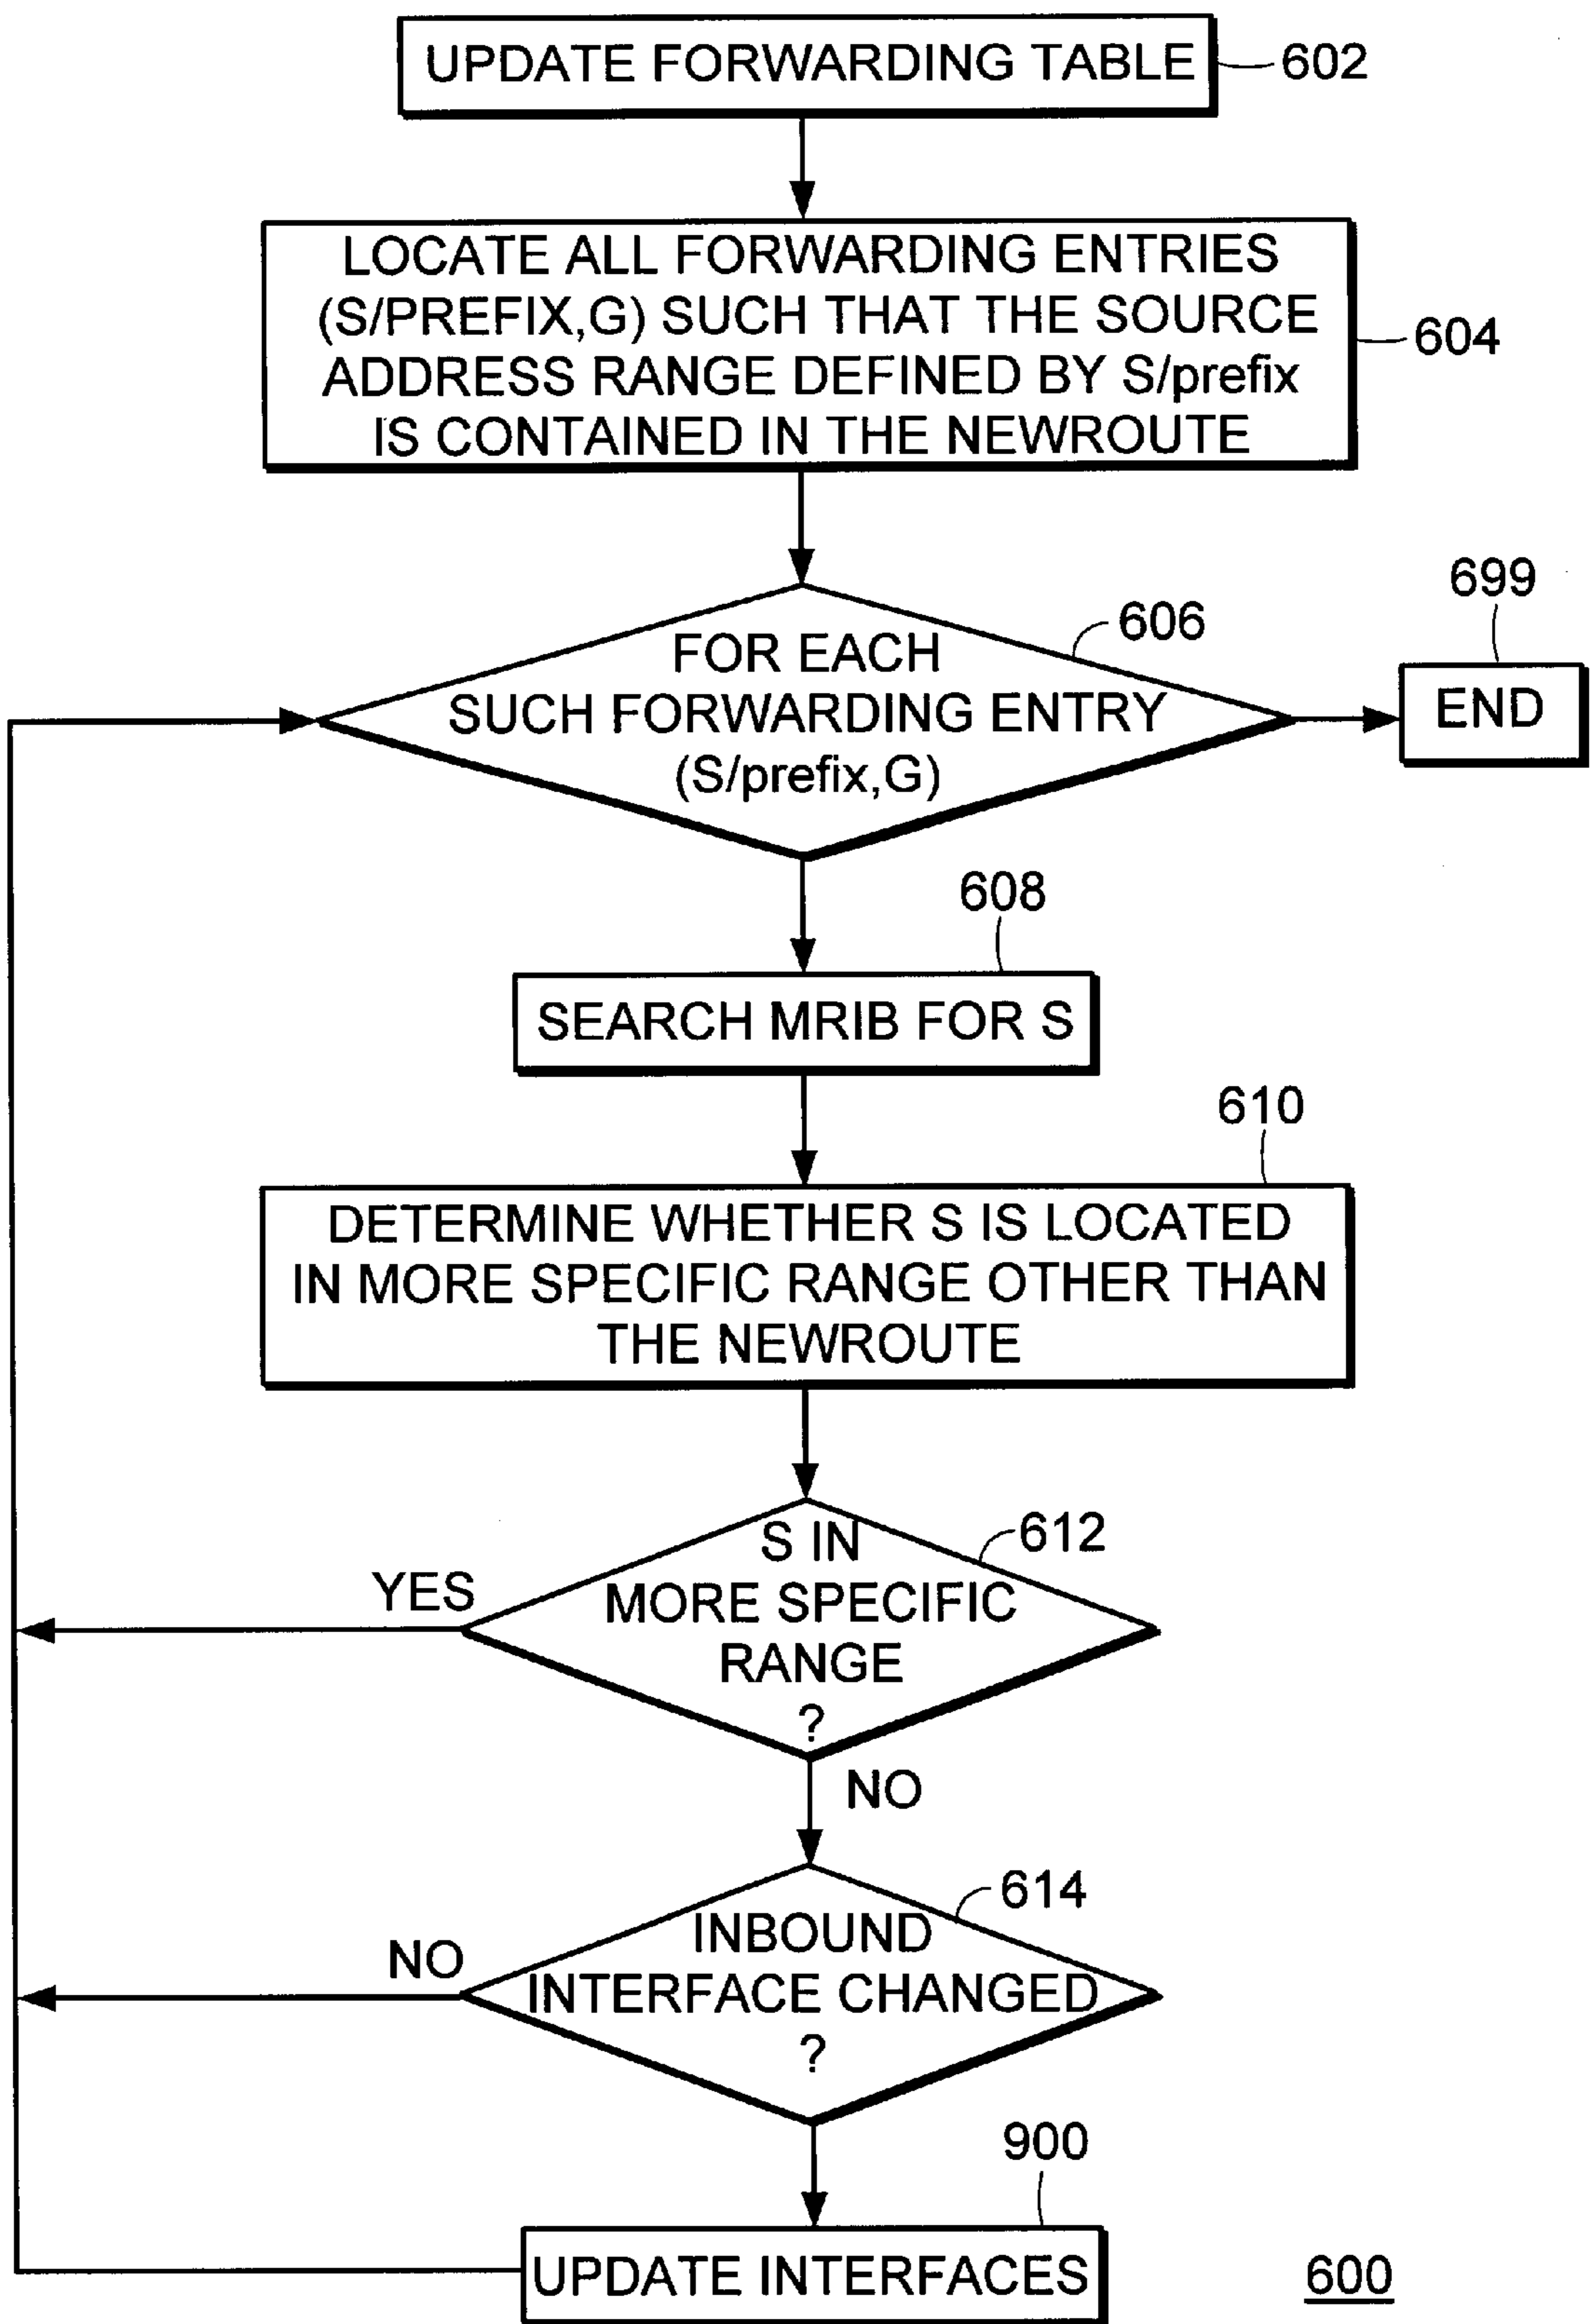 UPDATE FORWARDING TABLE
602
LOCATE ALL FORWARDING ENTRIES
(S/PREFIX,G) SUCH THAT THE SOURCE
ADDRESS RANGE DEFINED BY S/prefix
IS CONTAINED IN THE NEWROUTE
604
FOR EACH
SUCH FORWARDING ENTRY
(S/prefix,G)
606
699
END
608
SEARCH MRIB FOR S
610
DETERMINE WHETHER S IS LOCATED
IN MORE SPECIFIC RANGE OTHER THAN
THE NEWROUTE
S IN
MORE SPECIFIC
RANGE
?
612
YES
NO
614
INBOUND
INTERFACE CHANGED
?
NO
900
UPDATE INTERFACES
600